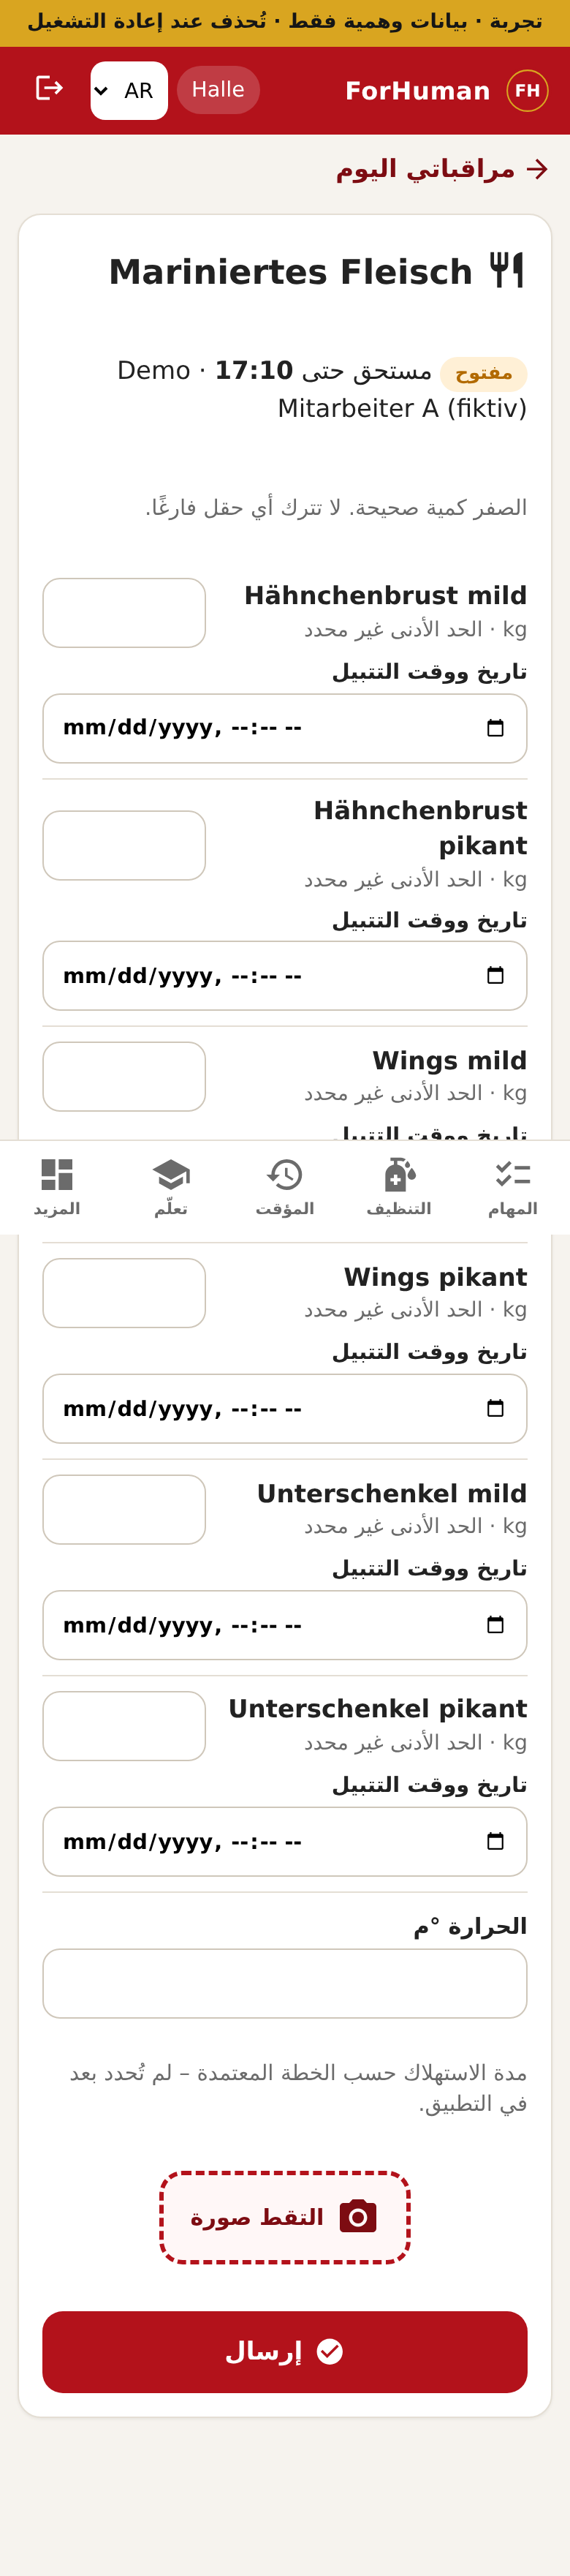 تجربة · بيانات وهمية فقط · تُحذف عند إعادة التشغيل
FH ForHuman Halle AR
مراقباتي اليوم
Mariniertes Fleisch
مفتوح مستحق حتى 17:10 · Demo
Mitarbeiter A (fiktiv)
الصفر كمية صحيحة. لا تترك أي حقل فارغًا.
Hähnchenbrust mild
kg · الحد الأدنى غير محدد
تاريخ ووقت التتبيل
mm/dd/yyyy, --:-- --
Hähnchenbrust
pikant
kg · الحد الأدنى غير محدد
تاريخ ووقت التتبيل
mm/dd/yyyy, --:-- --
Wings mild
kg · الحد الأدنى غير محدد
تاريخ ووقت التتبيل
المهام التنظيف المؤقت تعلّم المزيد
Wings pikant
kg · الحد الأدنى غير محدد
تاريخ ووقت التتبيل
mm/dd/yyyy, --:-- --
Unterschenkel mild
kg · الحد الأدنى غير محدد
تاريخ ووقت التتبيل
mm/dd/yyyy, --:-- --
Unterschenkel pikant
kg · الحد الأدنى غير محدد
تاريخ ووقت التتبيل
mm/dd/yyyy, --:-- --
الحرارة °م
مدة الاستهلاك حسب الخطة المعتمدة – لم تُحدد بعد
في التطبيق.
التقط صورة
إرسال